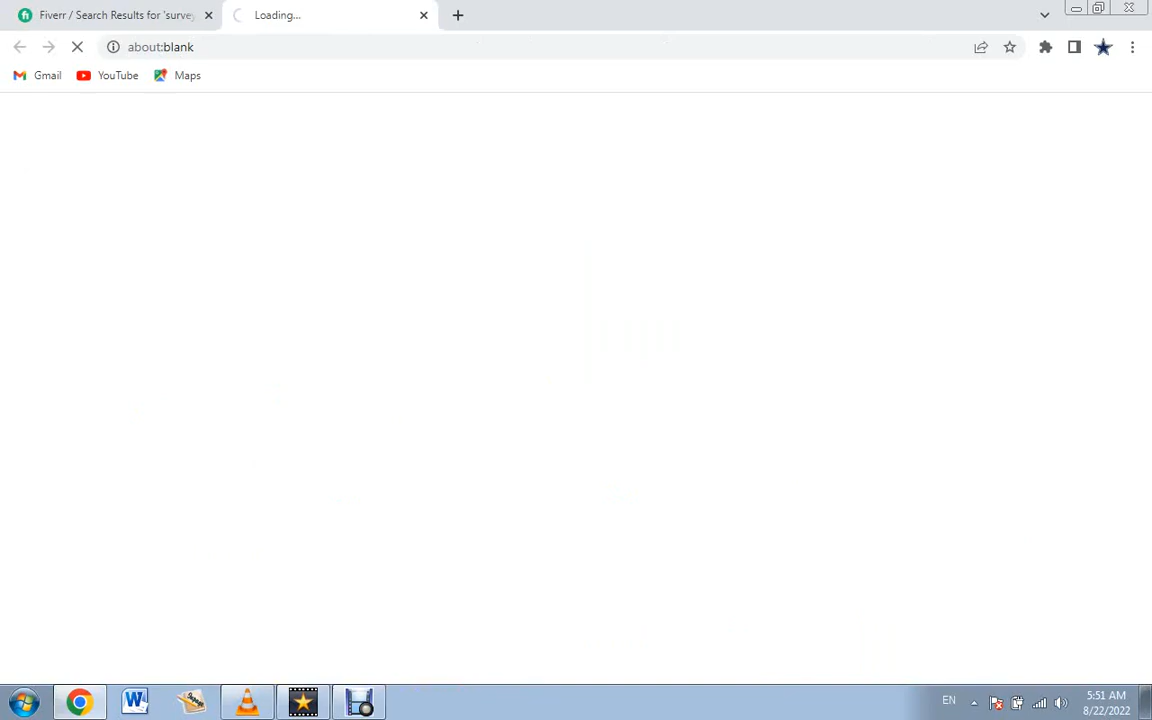 Fiverr / Search Results for 'survey
Loading...
about:blank
Gmail
YouTube
Maps
EN
5:51 AM
8/22/2022